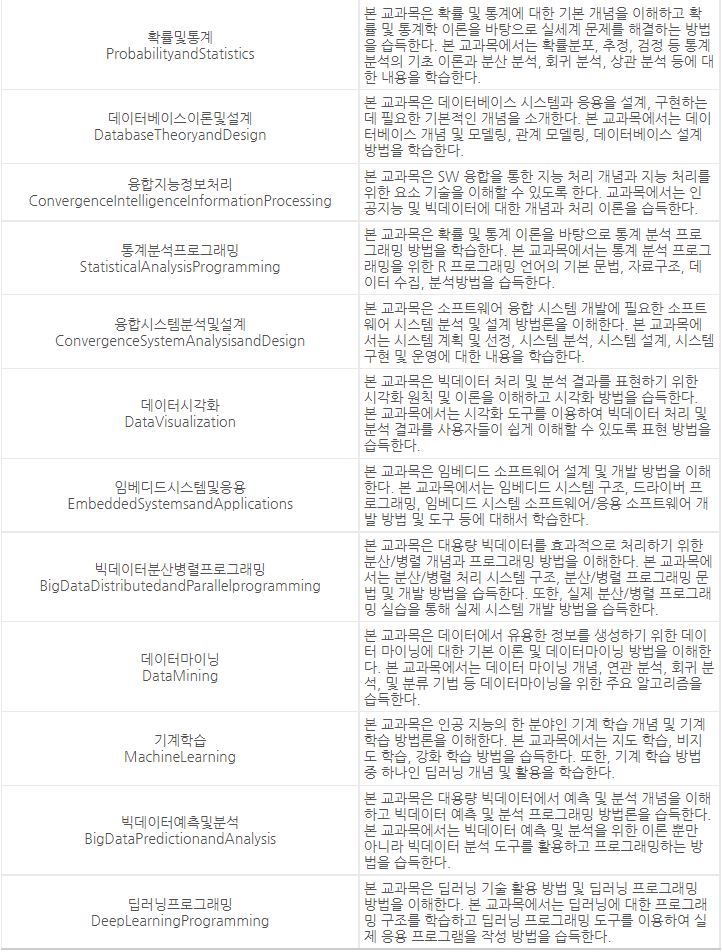 확률및통계
ProbabilityandStatistics
본 교과목은 확률 및 통계에 대한 기본 개념을 이해하고 확
률 및 통계학 이론을 바탕으로 실세계 문제를 해결하는 방법
을 습득한다. 본 교과목에서는 확률분포, 추정, 검정 등 통계
분석의 기초 이론과 분산 분석, 회귀 분석, 상관 분석 등에 대
한 내용을 학습한다.
데이터베이스이론및설계
DatabaseTheoryandDesign
본 교과목은 데이터베이스 시스템과 응용을 설계, 구현하는
데 필요한 기본적인 개념을 소개한다. 본 교과목에서는 데이
터베이스 개념 및 모델링, 관계 모델링, 데이터베이스 설계
방법을 학습한다.
융합지능정보처리
ConvergenceIntelligenceInformationProcessing
본 교과목은 SW 융합을 통한 지능 처리 개념과 지능 처리를
위한 요소 기술을 이해할 수 있도록 한다. 교과목에서는 인
공지능 및 빅데이터에 대한 개념과 처리 이론을 습득한다.
통계분석프로그래밍
StatisticalAnalysisProgramming
본 교과목은 확률 및 통계 이론을 바탕으로 통계 분석 프로
그래밍 방법을 학습한다. 본 교과목에서는 통계 분석 프로그
래밍을 위한 R 프로그래밍 언어의 기본 문법, 자료구조, 데
이터 수집, 분석방법을 습득한다.
융합시스템분석및설계
ConvergenceSystemAnalysisandDesign
본 교과목은 소프트웨어 융합 시스템 개발에 필요한 소프트
웨어 시스템 분석 및 설계 방법론을 이해한다. 본 교과목에
서는 시스템 계획 및 선정, 시스템 분석, 시스템 설계, 시스템
구현 및 운영에 대한 내용을 학습한다.
데이터시각화
DataVisualization
본 교과목은 빅데이터 처리 및 분석 결과를 표현하기 위한
시각화 원칙 및 이론을 이해하고 시각화 방법을 습득한다.
본 교과목에서는 시각화 도구를 이용하여 빅데이터 처리 및
분석 결과를 사용자들이 쉽게 이해할 수 있도록 표현 방법을
습득한다.
임베디드시스템및응용
EmbeddedSystemsandApplications
본 교과목은 임베디드 소프트웨어 설계 및 개발 방법을 이해
한다. 본 교과목에서는 임베디드 시스템 구조, 드라이버 프
로그래밍, 임베디드 시스템 소프트웨어/응용 소프트웨어 개
발 방법 및 도구 등에 대해서 학습한다.
빅데이터분산병렬프로그래밍
BigDataDistributedandParallelprogramming
본 교과목은 대용량 빅데이터를 효과적으로 처리하기 위한
분산/병렬 개념과 프로그래밍 방법을 이해한다. 본 교과목에
서는 분산/병렬 처리 시스템 구조, 분산/병렬 프로그래밍 문
법 및 개발 방법을 습득한다. 또한, 실제 분산/병렬 프로그래
밍 실습을 통해 실제 시스템 개발 방법을 습득한다.
데이터마이닝
DataMining
본 교과목은 데이터에서 유용한 정보를 생성하기 위한 데이
터 마이닝에 대한 기본 이론 및 데이터마이닝 방법을 이해한
다. 본 교과목에서는 데이터 마이닝 개념, 연관 분석, 회귀 분
석, 및 분류 기법 등 데이터마이닝을 위한 주요 알고리즘을
습득한다.
기계학습
MachineLearning
본 교과목은 인공 지능의 한 분야인 기계 학습 개념 및 기계
학습 방법론을 이해한다. 본 교과목에서는 지도 학습, 비지
도 학습, 강화 학습 방법을 습득한다. 또한, 기계 학습 방법
중 하나인 딥러닝 개념 및 활용을 학습한다.
빅데이터예측및분석
BigDataPredictionandAnalysis
본 교과목은 대용량 빅데이터에서 예측 및 분석 개념을 이해
하고 빅데이터 예측 및 분석 프로그래밍 방법론을 습득한다.
본 교과목에서는 빅데이터 예측 및 분석을 위한 이론 뿐만
아니라 빅데이터 분석 도구를 활용하고 프로그래밍하는 방
법을 습득한다.
딥러닝프로그래밍
DeepLearningProgramming
본 교과목은 딥러닝 기술 활용 방법 및 딥러닝 프로그래밍
방법을 이해한다. 본 교과목에서는 딥러닝에 대한 프로그래
밍 구조를 학습하고 딥러닝 프로그래밍 도구를 이용하여 실
제 응용 프로그램을 작성 방법을 습득한다.